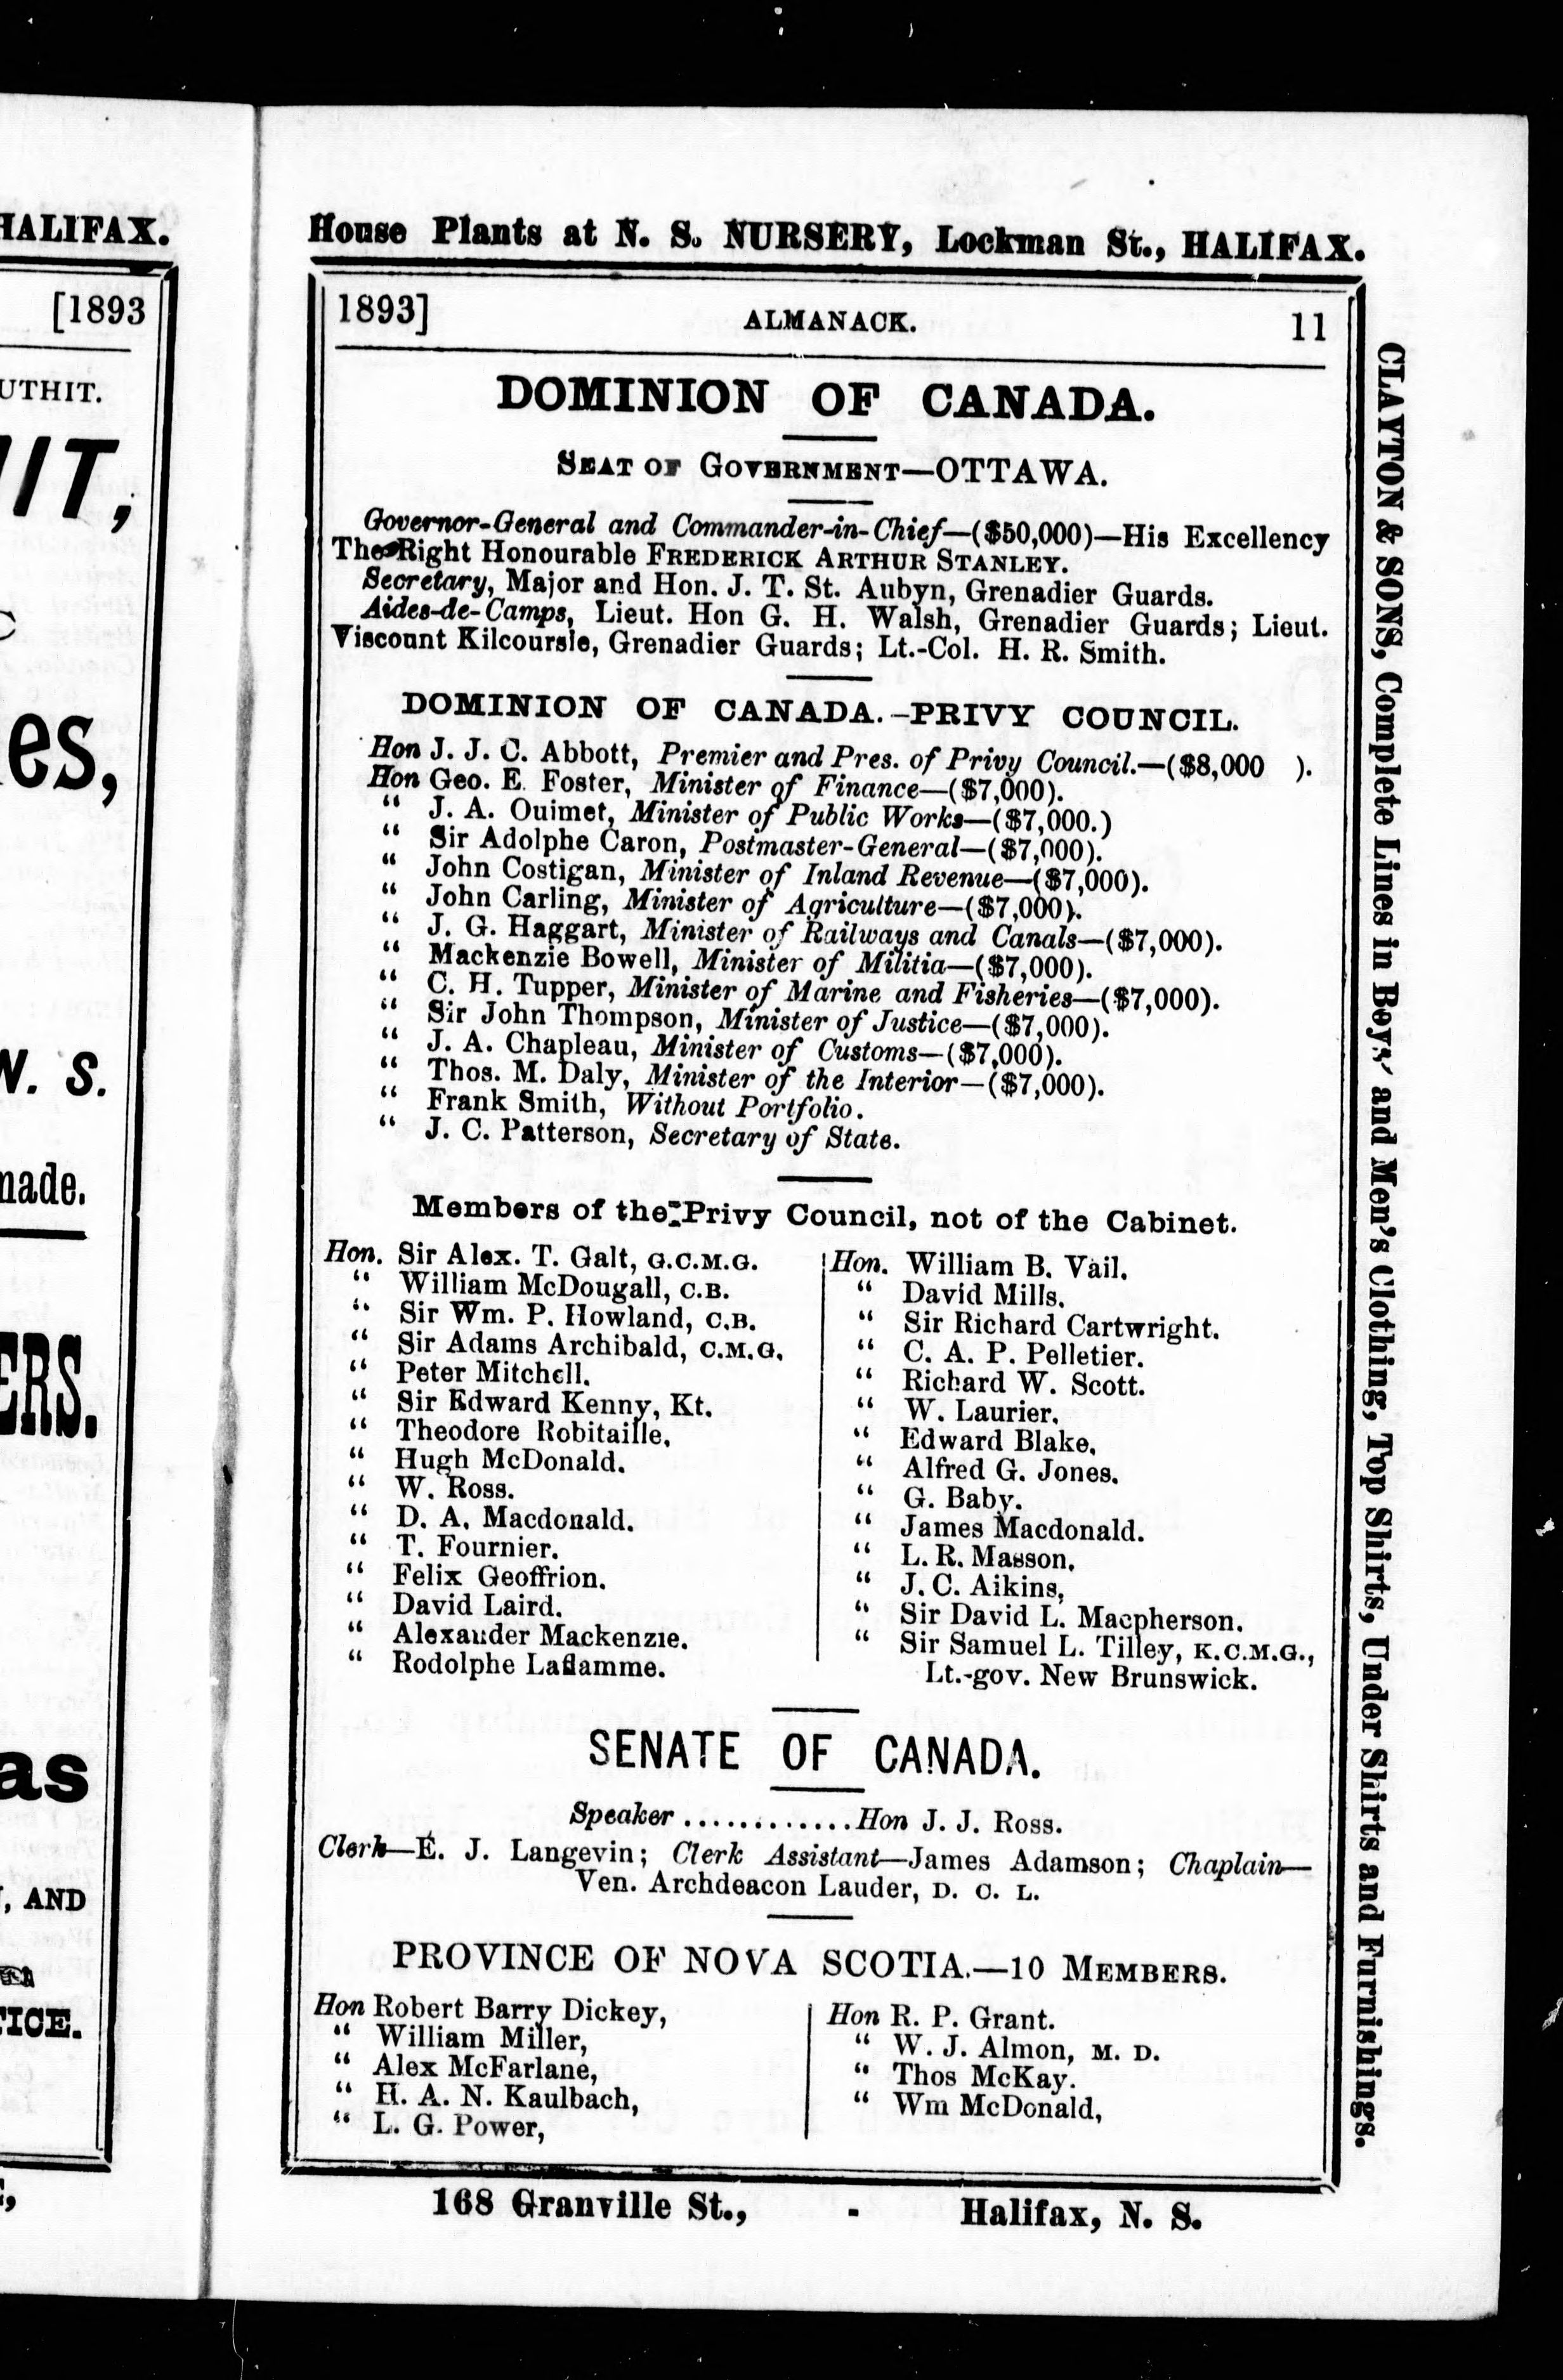 HALIFAX.
[1893
UTHIT.
IIT,
es,
W. S.
made.
ERS.
as
, AND
TICE.
House Plants at N. S. NURSERY, Lockman St., HALIFAX.
1893] ALMANACK. 11
DOMINION OF CANADA.
SEAT OF GOVERNMENT—OTTAWA.
Governor-General and Commander-in-Chief—($50,000)—His Excellency
The Right Honourable FREDERICK ARTHUR STANLEY.
Secretary, Major and Hon. J. T. St. Aubyn, Grenadier Guards.
Aides-de-Camps, Lieut. Hon G. H. Walsh, Grenadier Guards; Lieut.
Viscount Kilcoursie, Grenadier Guards; Lt.-Col. H. R. Smith.
DOMINION OF CANADA.-PRIVY COUNCIL.
Hon J. J. C. Abbott, Premier and Pres. of Privy Council.—($8,000 ).
Hon Geo. E. Foster, Minister of Finance—($7,000).
“ J. A. Ouimet, Minister of Public Works—($7,000.)
“ Sir Adolphe Caron, Postmaster-General—($7,000).
“ John Costigan, Minister of Inland Revenue—($7,000).
“ John Carling, Minister of Agriculture—($7,000).
“ J. G. Haggart, Minister of Railways and Canals—($7,000).
“ Mackenzie Bowell, Minister of Militia—($7,000).
“ C. H. Tupper, Minister of Marine and Fisheries—($7,000).
“ Sir John Thompson, Minister of Justice—($7,000).
“ J. A. Chapleau, Minister of Customs—($7,000).
“ Thos. M. Daly, Minister of the Interior—($7,000).
“ Frank Smith, Without Portfolio.
“ J. C. Patterson, Secretary of State.
Members of the Privy Council, not of the Cabinet.
Hon. Sir Alex. T. Galt, G.C.M.G.
“ William McDougall, C.B.
“ Sir Wm. P. Howland, C.B.
“ Sir Adams Archibald, C.M.G.
“ Peter Mitchell.
“ Sir Edward Kenny, Kt.
“ Theodore Robitaille.
“ Hugh McDonald.
“ W. Ross.
“ D. A. Macdonald.
“ T. Fournier.
“ Felix Geoffrion.
“ David Laird.
“ Alexander Mackenzie.
“ Rodolphe Laflamme.
Hon. William B. Vail.
“ David Mills.
“ Sir Richard Cartwright.
“ C. A. P. Pelletier.
“ Richard W. Scott.
“ W. Laurier.
“ Edward Blake.
“ Alfred G. Jones.
“ G. Baby.
“ James Macdonald.
“ L. R. Masson.
“ J. C. Aikins,
“ Sir David L. Macpherson.
“ Sir Samuel L. Tilley, K.C.M.G.,
Lt.-gov. New Brunswick.
SENATE OF CANADA.
Speaker .............Hon J. J. Ross.
Clerk—E. J. Langevin; Clerk Assistant—James Adamson; Chaplain—
Ven. Archdeacon Lauder, D. C. L.
PROVINCE OF NOVA SCOTIA.—10 MEMBERS.
Hon Robert Barry Dickey,
“ William Miller,
“ Alex McFarlane,
“ H. A. N. Kaulbach,
“ L. G. Power,
Hon R. P. Grant.
“ W. J. Almon, M. D.
“ Thos McKay.
“ Wm McDonald,
168 Granville St., - Halifax, N. S.
CLAYTON & SONS, Complete Lines in Boys' and Men's Clothing, Top Shirts, Under Shirts and Furnishings.